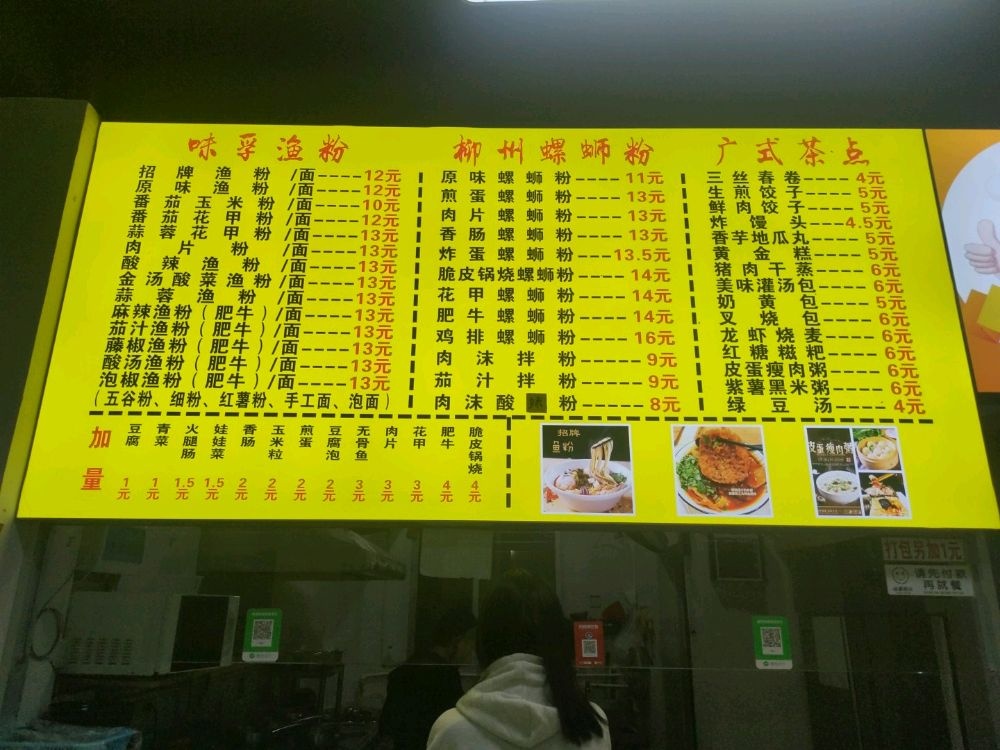 味孚渔粉
招牌渔粉/面----12元
原味渔粉/面----12元
番茄玉米粉/面----10元
番茄花甲粉/面----12元
蒜蓉花甲粉/面----13元
肉片粉/面----13元
酸辣渔粉/面----13元
金汤酸菜渔粉/面----13元
蒜蓉渔粉/面----13元
麻辣渔粉(肥牛)/面----13元
茄汁渔粉(肥牛)/面----13元
藤椒渔粉(肥牛)/面----13元
酸汤渔粉(肥牛)/面----13元
泡椒渔粉(肥牛)/面----13元
(五谷粉、细粉、红薯粉、手工面、泡面)
柳州螺蛳粉
原味螺蛳粉----11元
煎蛋螺蛳粉----13元
肉片螺蛳粉----13元
香肠螺蛳粉----13元
炸蛋螺蛳粉----13.5元
脆皮锅烧螺蛳粉----14元
花甲螺蛳粉----14元
肥牛螺蛳粉----14元
鸡排螺蛳粉----16元
肉沫拌粉-----9元
茄汁拌粉-----9元
肉沫酸粉-----8元
广式茶点
三丝春卷----4元
生煎饺子----5元
鲜肉饺子----5元
炸馒头----4.5元
香芋地瓜丸----5元
黄金糕----5元
猪肉干蒸----6元
美味灌汤包----6元
奶黄包----5元
叉烧包----6元
龙虾烧麦----6元
红糖糍粑----6元
皮蛋瘦肉粥----6元
紫薯黑米粥----6元
绿豆汤----4元
加量
豆腐 1元
青菜 1元
火腿肠 1.5元
娃娃菜 1.5元
香肠 2元
玉米粒 2元
煎蛋 2元
豆腐泡 2元
无骨鱼 3元
肉片 3元
花甲 3元
肥牛 4元
脆皮锅烧 4元
招牌
鱼粉
皮蛋瘦肉粥
打包另加1元
请先付款
再就餐